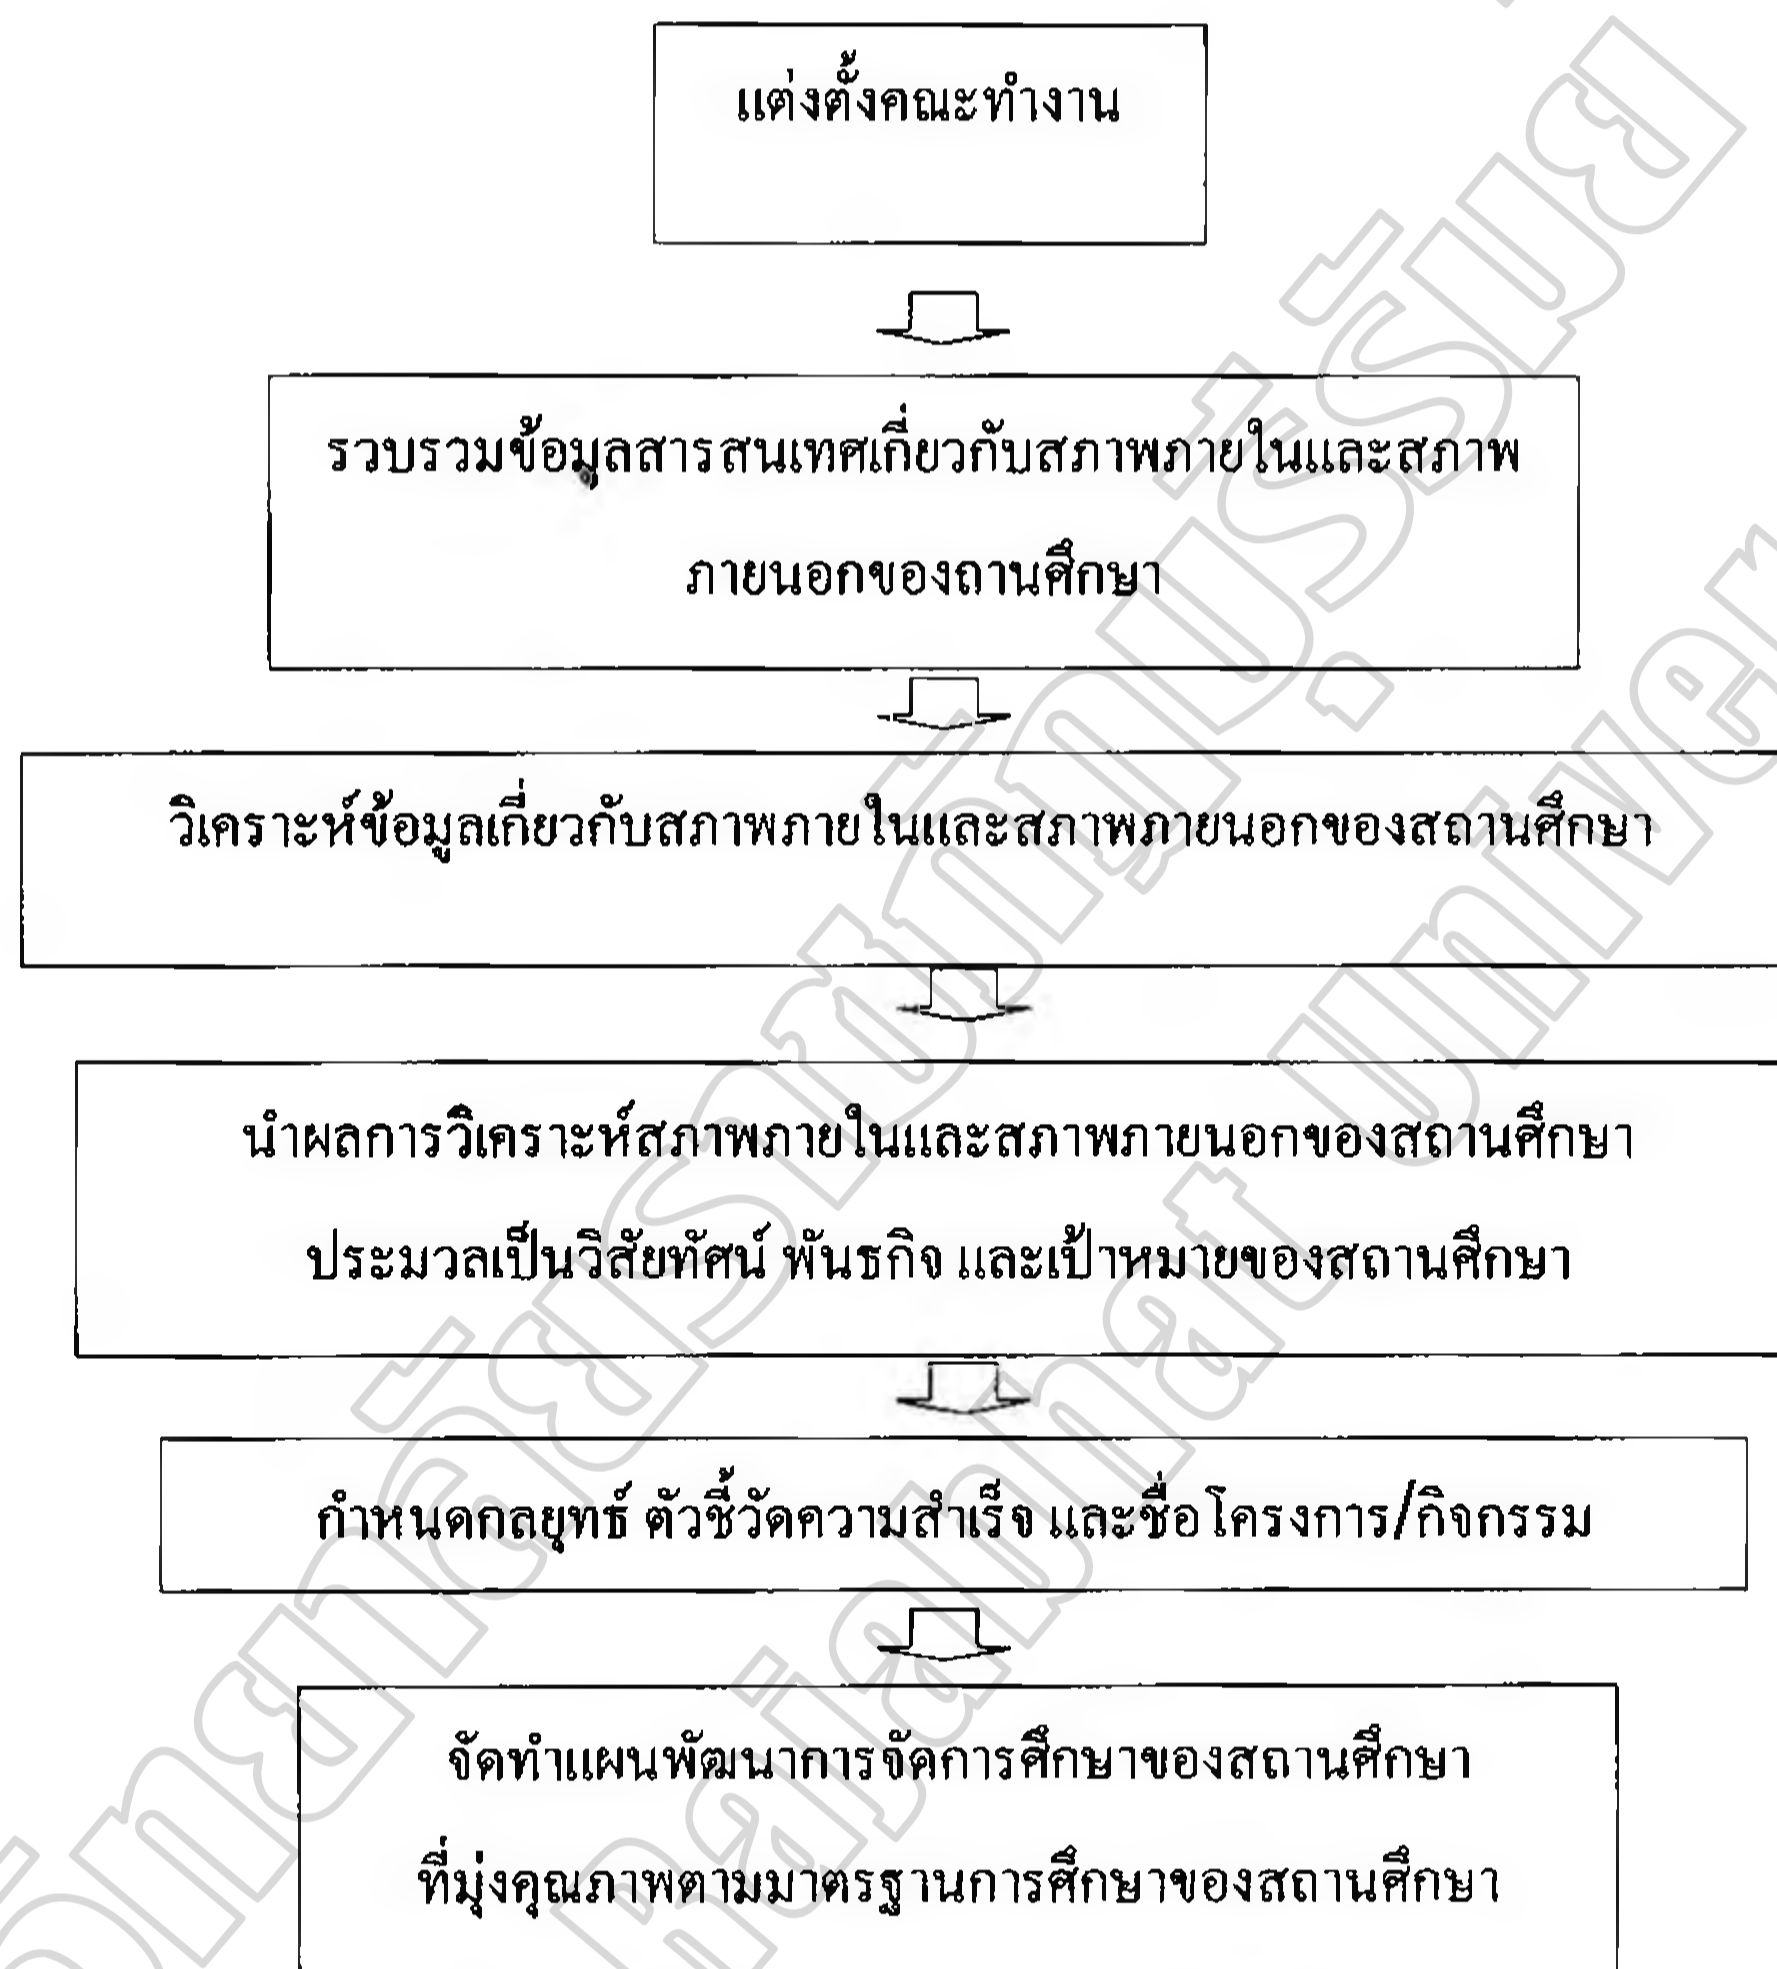 แต่งตั้งคณะทำงาน
รวบรวมข้อมูลสารสนเทศเกี่ยวกับสภาพภายในและสภาพ
ภายนอกของถานศึกษา
วิเคราะห์ข้อมูลเกี่ยวกับสภาพภายในและสภาพภายนอกของสถานศึกษา
นำผลการวิเคราะห์สภาพภายในและสภาพภายนอกของสถานศึกษา
ประมวลเป็นวิสัยทัศน์ พันธกิจ และเป้าหมายของสถานศึกษา
กำหนดกลยุทธ์ ตัวชี้วัดความสำเร็จ และชื่อโครงการ/กิจกรรม
จัดทำแผนพัฒนาการจัดการศึกษาของสถานศึกษา
ที่มุ่งคุณภาพตามมาตรฐานการศึกษาของสถานศึกษา